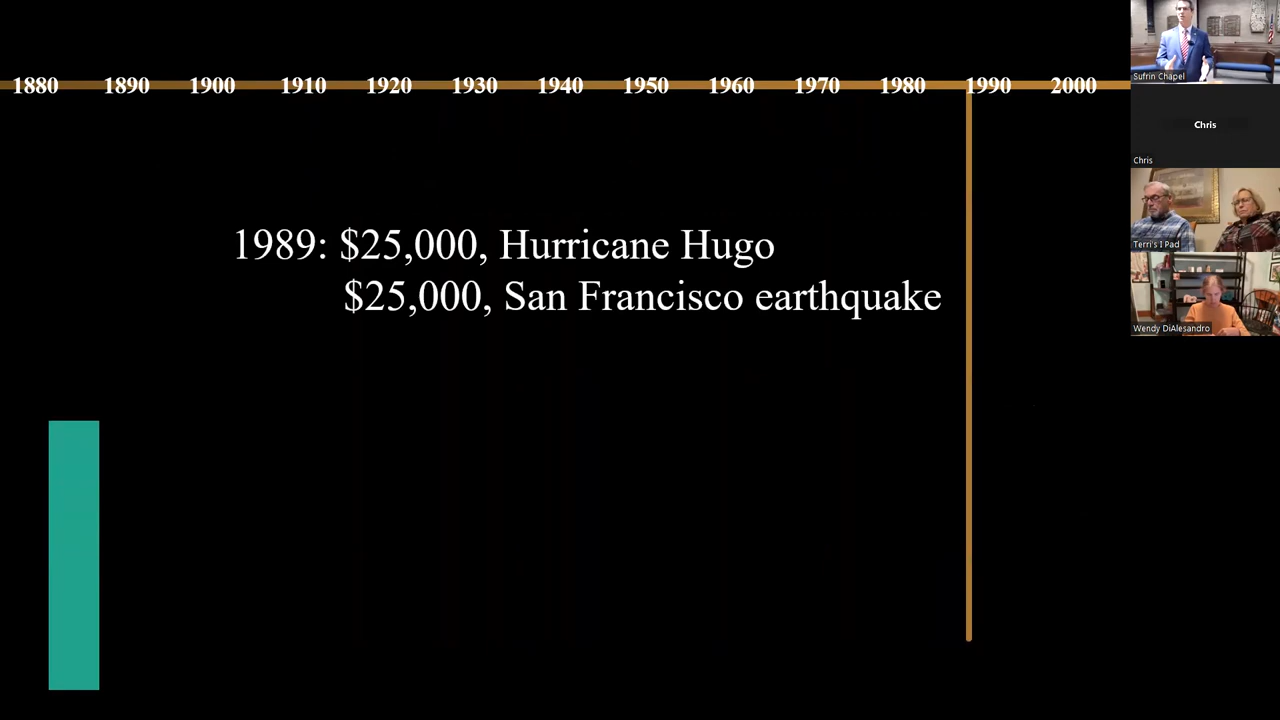 1880 1890 1900 1910 1920 1930 1940 1950 1960 1970 1980 1990 2000
1989: $25,000, Hurricane Hugo
$25,000, San Francisco earthquake
Sufrin Chapel
Chris
Chris
Terri's I Pad
Wendy DiAlesandro